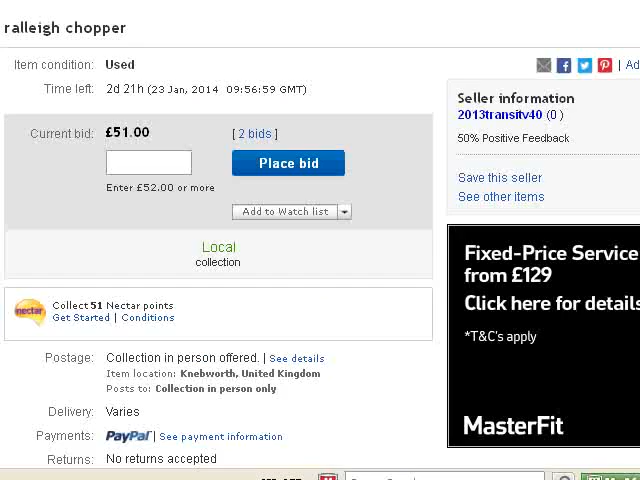 ralleigh chopper
Item condition: Used
Time left: 2d 21h (23 Jan, 2014 09:56:59 GMT)
| Ad
Current bid: £51.00 [ 2 bids ]
Place bid
Enter £52.00 or more
Add to Watch list
Local
collection
Seller information
2013transitv40 (0 )
50% Positive Feedback
Save this seller
See other items
nectar
Collect 51 Nectar points
Get Started | Conditions
Fixed-Price Service
from £129
Click here for details
*T&C's apply
MasterFit
Postage: Collection in person offered. | See details
Item location: Knebworth, United Kingdom
Posts to: Collection in person only
Delivery: Varies
Payments: PayPal | See payment information
Returns: No returns accepted